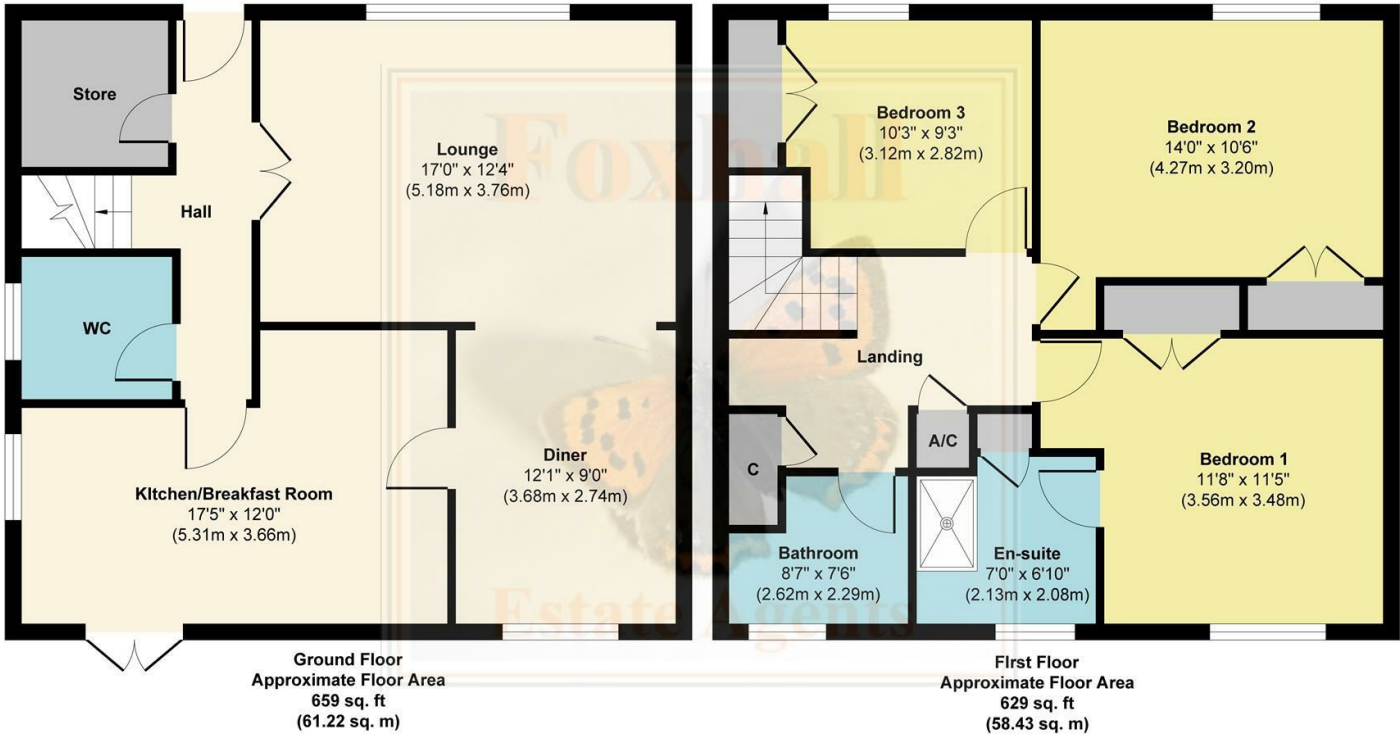 Store
Hall
WC
Lounge
17'0" x 12'4"
(5.18m x 3.76m)
KItchen/Breakfast Room
17'5" x 12'0"
(5.31m x 3.66m)
Diner
12'1" x 9'0"
(3.68m x 2.74m)
Ground Floor
Approximate Floor Area
659 sq. ft
(61.22 sq. m)
Bedroom 3
10'3" x 9'3"
(3.12m x 2.82m)
Bedroom 2
14'0" x 10'6"
(4.27m x 3.20m)
Landing
A/C
C
Bedroom 1
11'8" x 11'5"
(3.56m x 3.48m)
Bathroom
8'7" x 7'6"
(2.62m x 2.29m)
En-suite
7'0" x 6'10"
(2.13m x 2.08m)
FIrst Floor
Approximate Floor Area
629 sq. ft
(58.43 sq. m)
Foxhall
Estate Agents